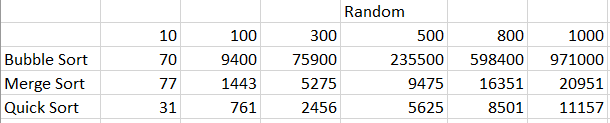 Random
10 100 300 500 800 1000
Bubble Sort 70 9400 75900 235500 598400 971000
Merge Sort 77 1443 5275 9475 16351 20951
Quick Sort 31 761 2456 5625 8501 11157